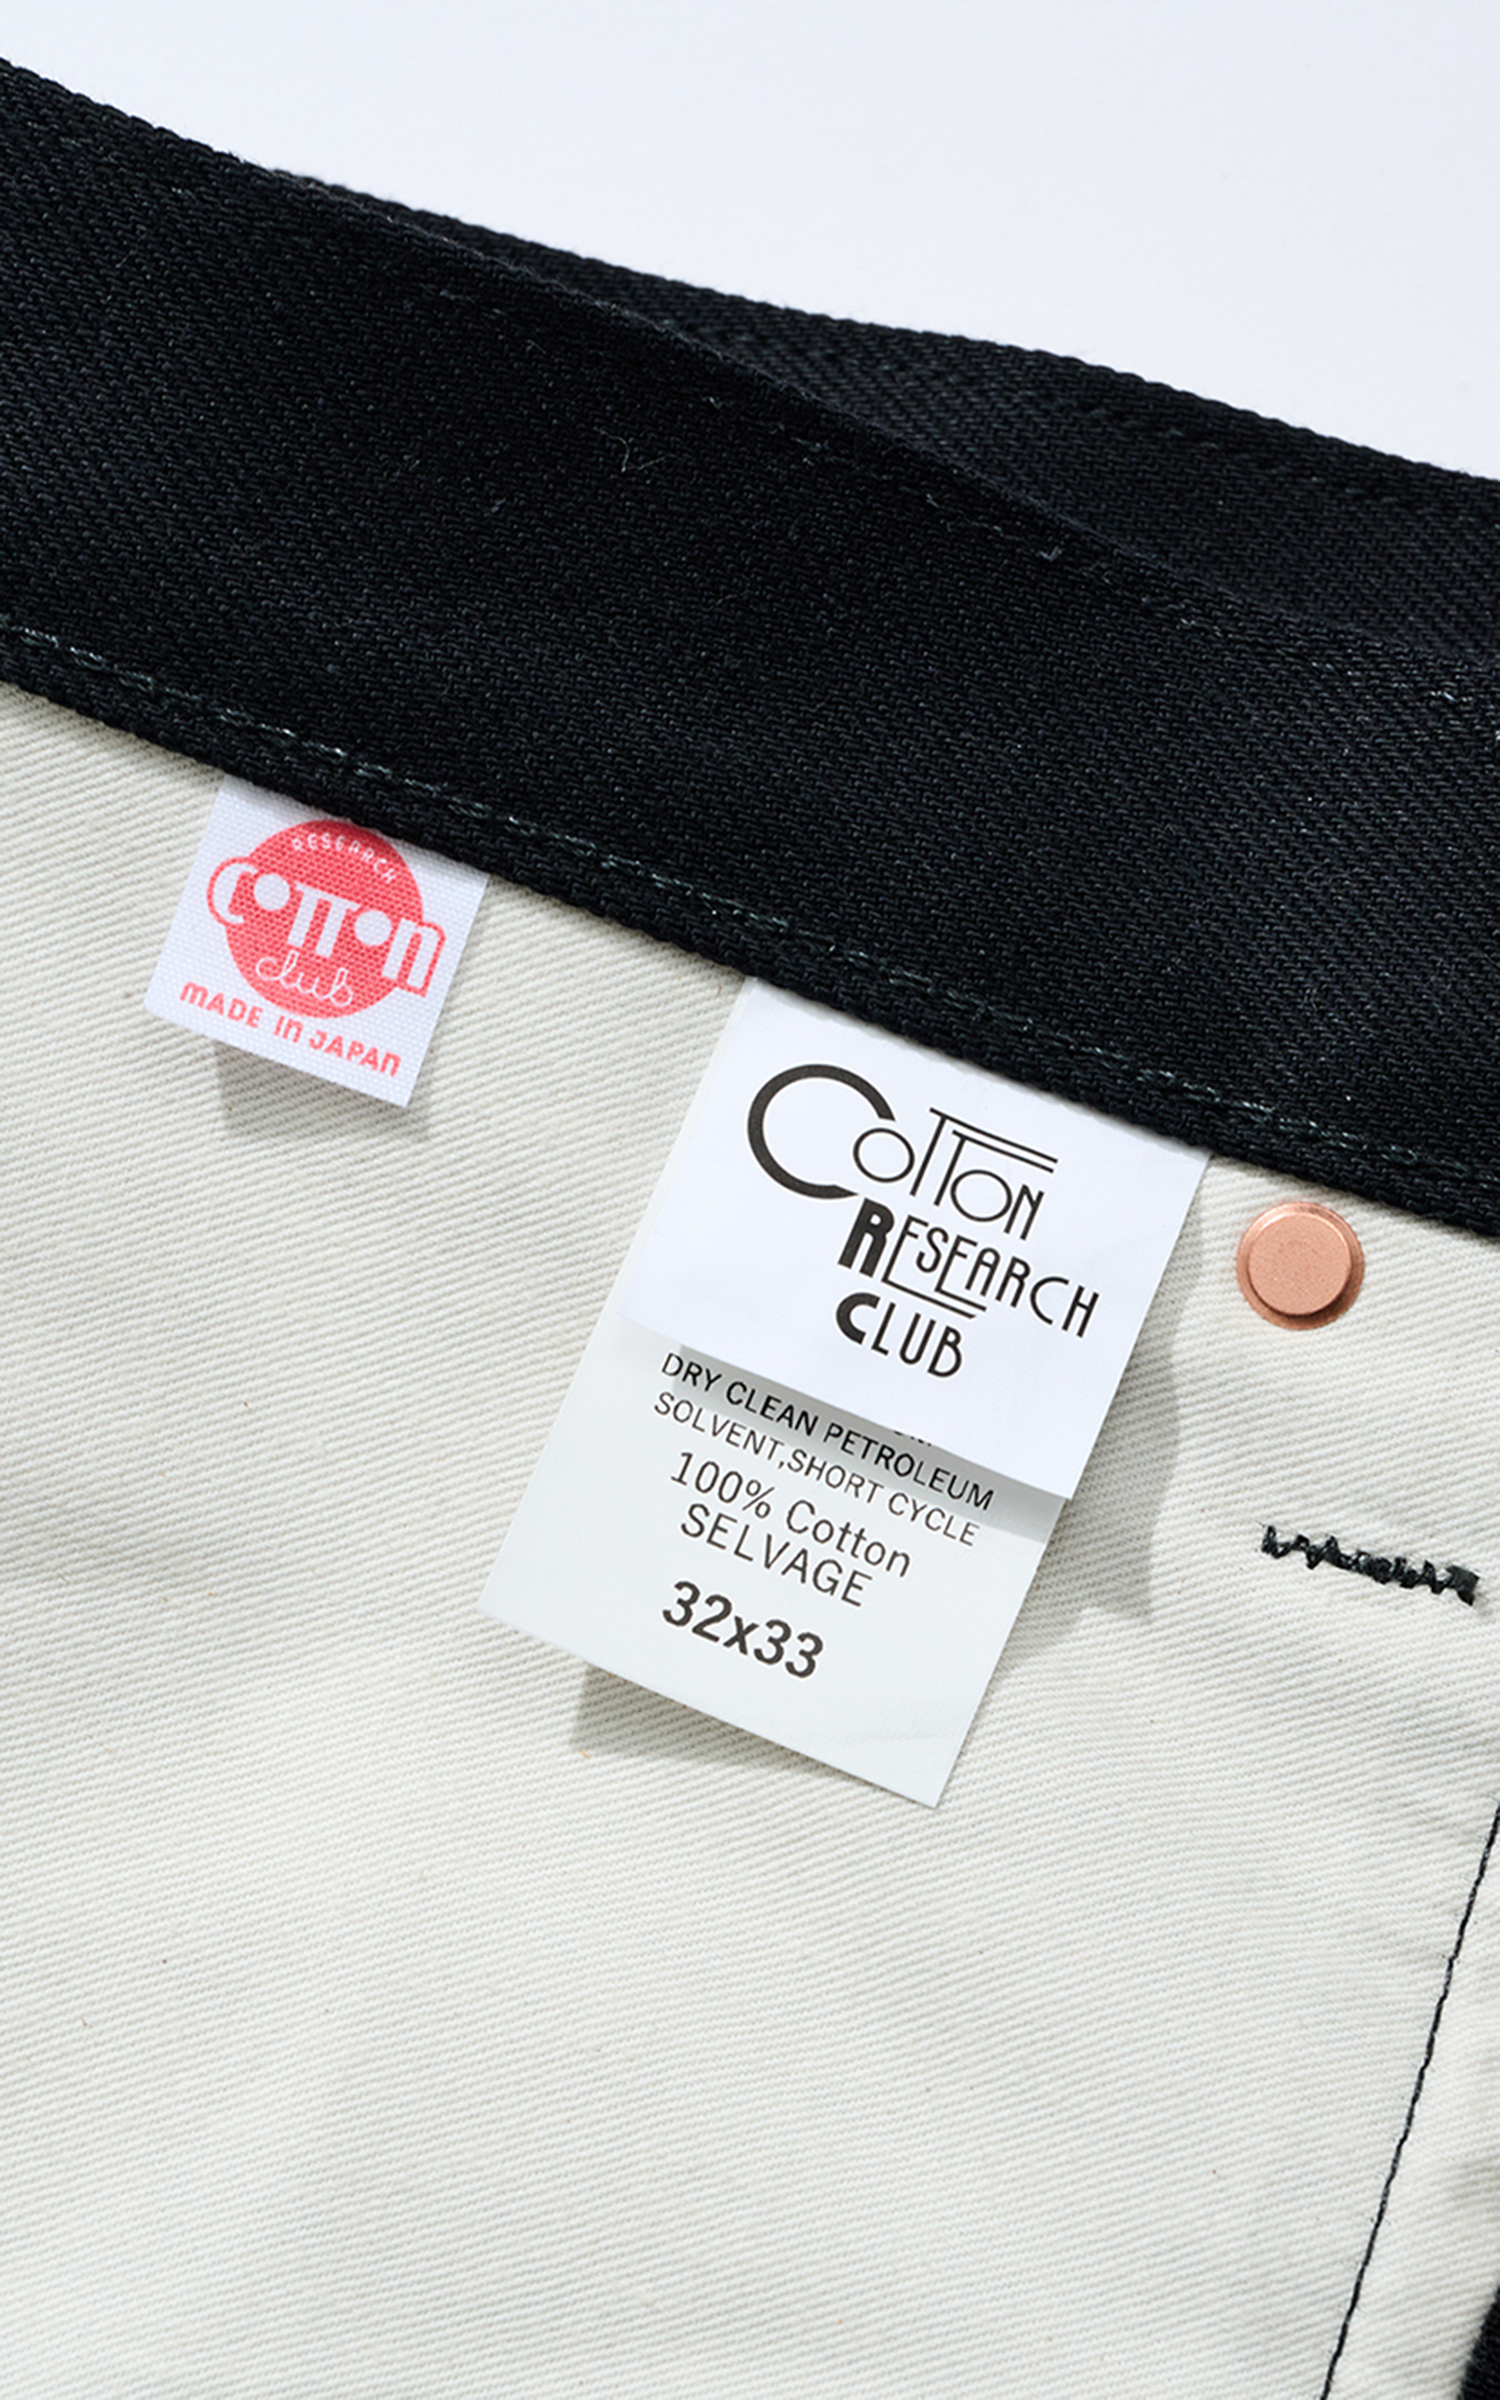 RESEARCH
COTTON
club
MADE IN JAPAN
COTTON
RESEARCH
CLUB
DRY CLEAN PETROLEUM
SOLVENT,SHORT CYCLE
100% Cotton
SELVAGE
32x33